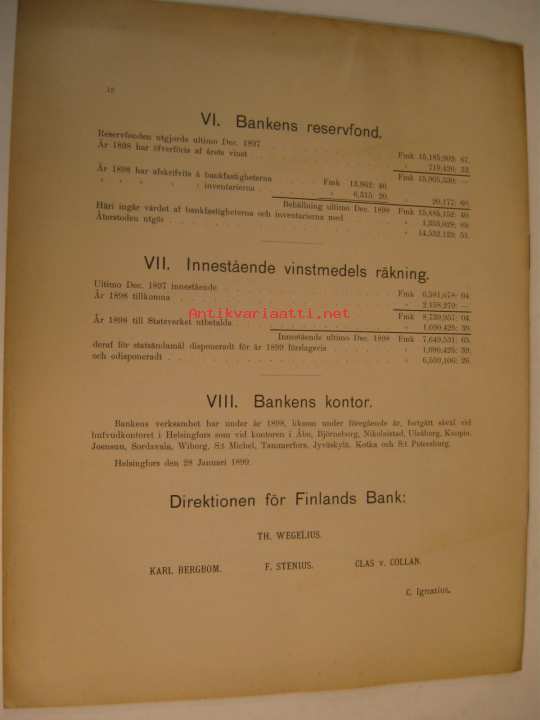 12
VI. Bankens reservfond.
Reservfonden utgjorde ultimo Dec. 1897 . . . . Fmk 15,185,903: 67.
År 1898 har öfverförts af årets vinst . . . . „ 719,426: 33.
Fmk 15,905,330: —
År 1898 har afskrifvits å bankfastigheterna . . . . Fmk 13,862: 40.
„ „ „ „ inventarierna . . . . „ 6,315: 20. „ 20,177: 60.
Behållning ultimo Dec. 1898 Fmk 15,885,152: 40.
Häri ingår värdet af bankfastigheterna och inventarierna med . . „ 1,353,028: 89.
Återstoden utgör . . . . „ 14,532,123: 51.
VII. Innestående vinstmedels räkning.
Ultimo Dec. 1897 innestående . . . . Fmk 6,581,678: 04.
År 1898 tillkomna . . . . „ 2,158,279: —
Fmk 8,739,957: 04.
År 1898 till Statsverket utbetalda . . . . „ 1,090,425: 39.
Innestående ultimo Dec. 1898 Fmk 7,649,531: 65.
deraf för statsändamål disponeradt för år 1899 förslagevis . . „ 1,090,425: 39.
och odisponeradt . . . . „ 6,559,106: 26.
Antikvariaatti.net
VIII. Bankens kontor.
Bankens verksamhet har under år 1898, liksom under föregående år, fortgått såväl vid
hufvudkontoret i Helsingfors som vid kontoren i Åbo, Björneborg, Nikolaistad, Uleåborg, Kuopio,
Joensuu, Sordavala, Wiborg, S:t Michel, Tammerfors, Jyväskylä, Kotka och S:t Petersburg.
Helsingfors den 28 Januari 1899.
Direktionen för Finlands Bank:
TH. WEGELIUS.
KARL BERGBOM. F. STENIUS. CLAS v. COLLAN.
C. Ignatius.